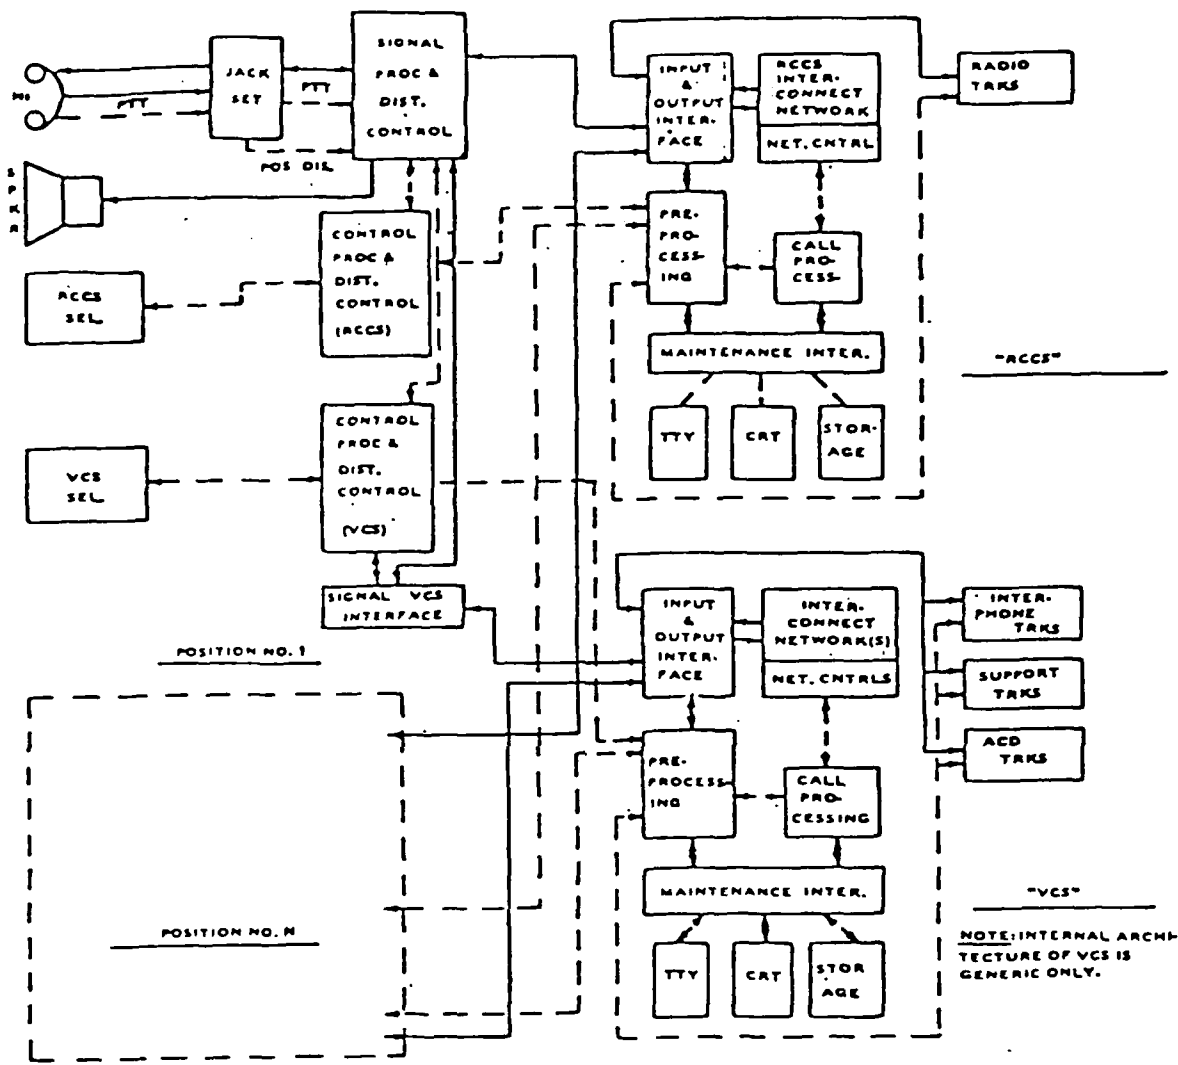 SIGNAL
PROC &
DIST.
CONTROL
JACK
SET
PTT
PTT
POS DIS.
SPKR
CONTROL
PROC &
DIST.
CONTROL
(RCCS)
RCCS
SEL
CONTROL
PROC &
DIST.
CONTROL
(VCS)
VCS
SEL
SIGNAL VCS
INTERFACE
POSITION NO. 1
POSITION NO. N
INPUT
&
OUTPUT
INTER-
FACE
RCCS
INTER-
CONNECT
NETWORK
NET. CNTRL
RADIO
TRKS
PRE-
PRO-
CESS-
ING
CALL
PRO-
CESS-
MAINTENANCE INTER.
TTY
CRT
STOR-
AGE
"RCCS"
INPUT
&
OUTPUT
INTER-
FACE
INTER-
CONNECT
NETWORK(S)
NET. CNTRLS
INTER-
PHONE
TRKS
SUPPORT
TRKS
ACD
TRKS
PRE-
PROCESS-
ING
CALL
PRO-
CESSING
MAINTENANCE INTER.
TTY
CRT
STOR
AGE
"VCS"
NOTE: INTERNAL ARCHI-
TECTURE OF VCS IS
GENERIC ONLY.